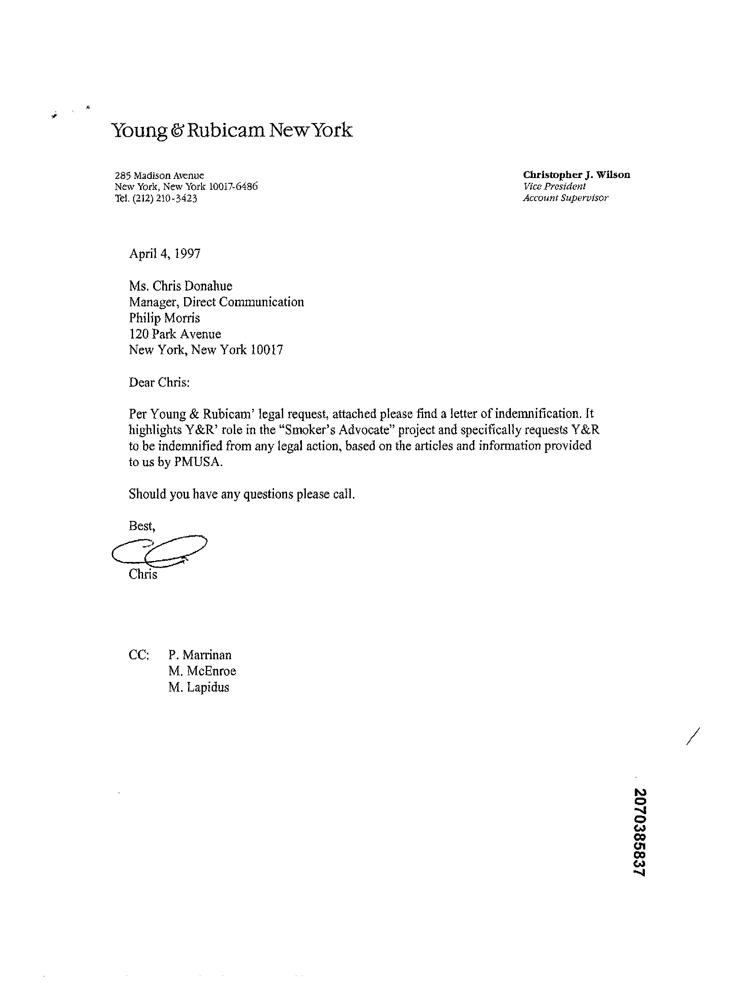 Young & Rubicam New York
285 Madison Avenue
New York, New York 10017-6486
Tel. (212) 210-3423
Christopher J. Wilson
Vice President
Account Supervisor
April 4, 1997
Ms. Chris Donahue
Manager, Direct Communication
Philip Morris
120 Park Avenue
New York, New York 10017
Dear Chris:
Per Young & Rubicam' legal request, attached please find a letter of indemnification. It
highlights Y&R' role in the “Smoker's Advocate” project and specifically requests Y&R
to be indemnified from any legal action, based on the articles and information provided
to us by PMUSA.
Should you have any questions please call.
Best,
Chris
CC: P. Marrinan
M. McEnroe
M. Lapidus
2070385837